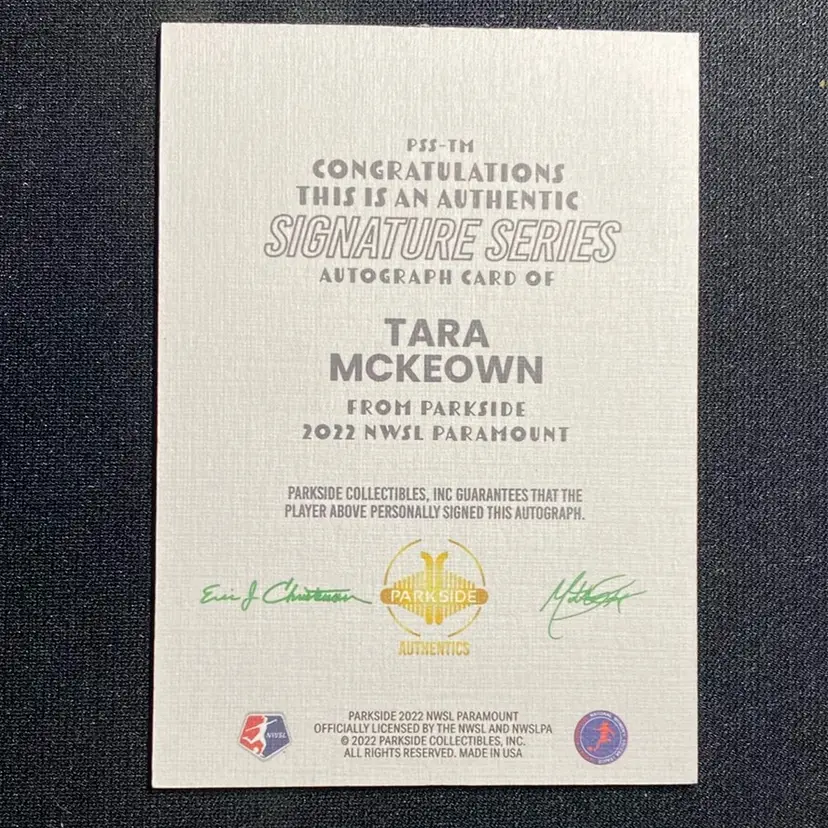 PSS-TM
CONGRATULATIONS
THIS IS AN AUTHENTIC
SIGNATURE SERIES
AUTOGRAPH CARD OF
TARA
MCKEOWN
FROM PARKSIDE
2022 NWSL PARAMOUNT
PARKSIDE COLLECTIBLES, INC GUARANTEES THAT THE
PLAYER ABOVE PERSONALLY SIGNED THIS AUTOGRAPH.
PARKSIDE
AUTHENTICS
NWSL
PARKSIDE 2022 NWSL PARAMOUNT
OFFICIALLY LICENSED BY THE NWSL AND NWSLPA
© 2022 PARKSIDE COLLECTIBLES, INC.
ALL RIGHTS RESERVED. MADE IN USA